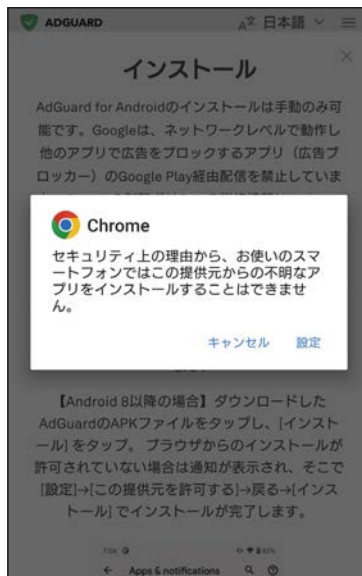 ADGUARD
日本語
インストール
AdGuard for Androidのインストールは手動のみ可
能です。Googleは、ネットワークレベルで動作し
他のアプリで広告をブロックするアプリ（広告ブ
ロッカー）のGoogle Play経由配信を禁止していま
Chrome
セキュリティ上の理由から、お使いのスマ
ートフォンではこの提供元からの不明なア
プリをインストールすることはできませ
ん。
キャンセル 設定
【Android 8以降の場合】ダウンロードした
AdGuardのAPKファイルをタップし、[インスト
ール] をタップ。 ブラウザからのインストールが
許可されていない場合は通知が表示され、そこで
[設定]→[この提供元を許可する]→戻る→[インス
トール] でインストールが完了します。
Apps & notifications